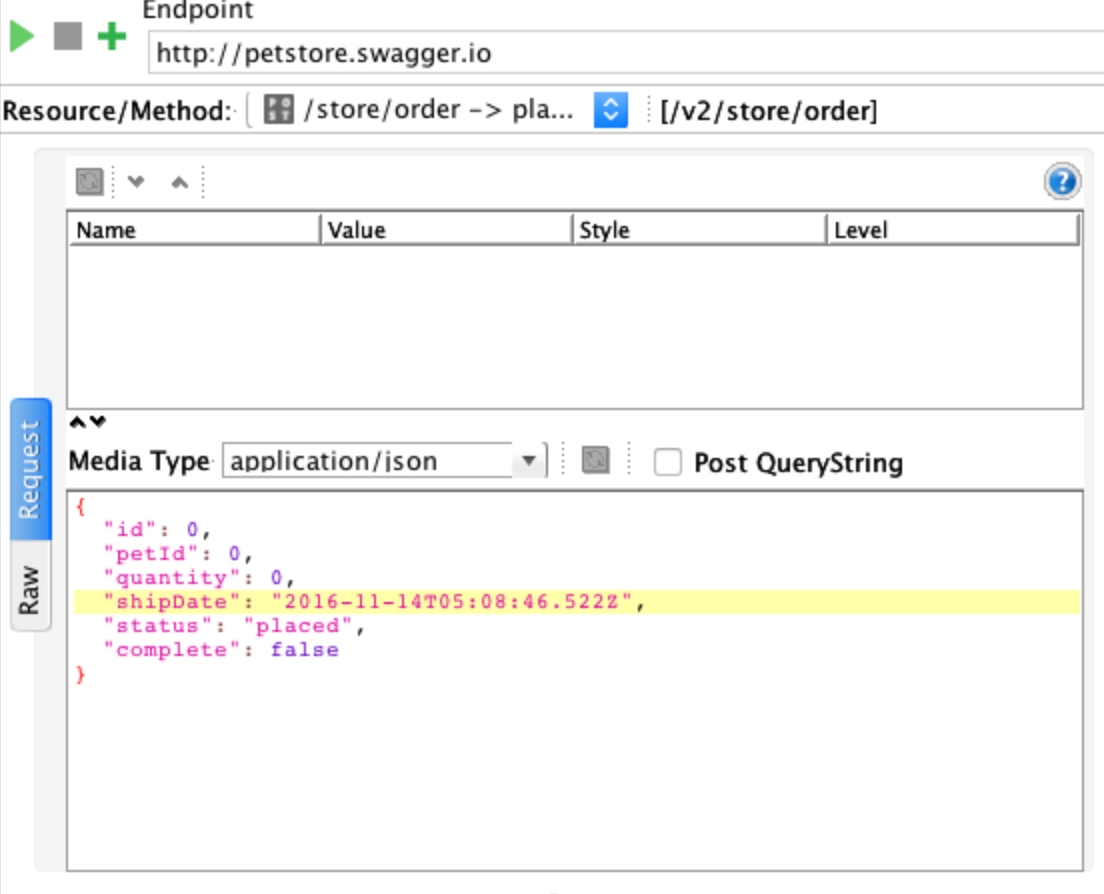 Endpoint
http://petstore.swagger.io
Resource/Method: POST /store/order -> pla... [/v2/store/order]
?
Name Value Style Level
Request
Raw
Media Type application/json Post QueryString
{
"id": 0,
"petId": 0,
"quantity": 0,
"shipDate": "2016-11-14T05:08:46.522Z",
"status": "placed",
"complete": false
}